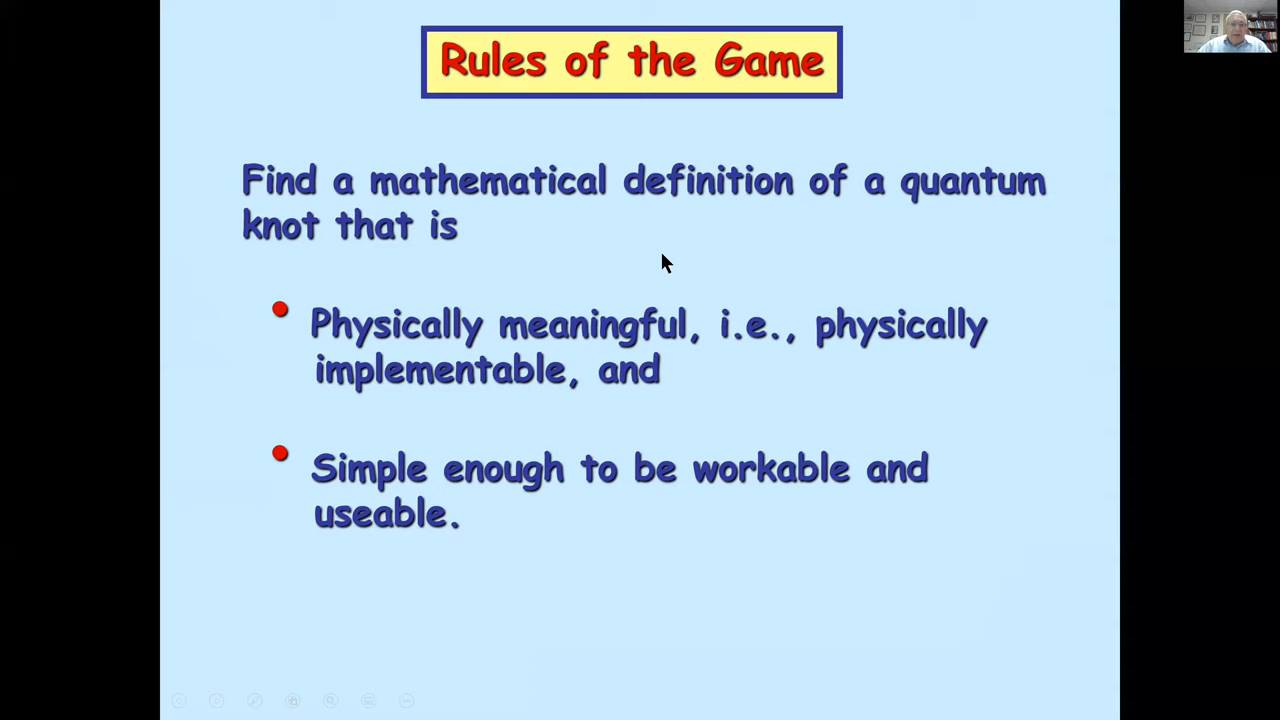 Rules of the Game
Find a mathematical definition of a quantum
knot that is
• Physically meaningful, i.e., physically
implementable, and
• Simple enough to be workable and
useable.